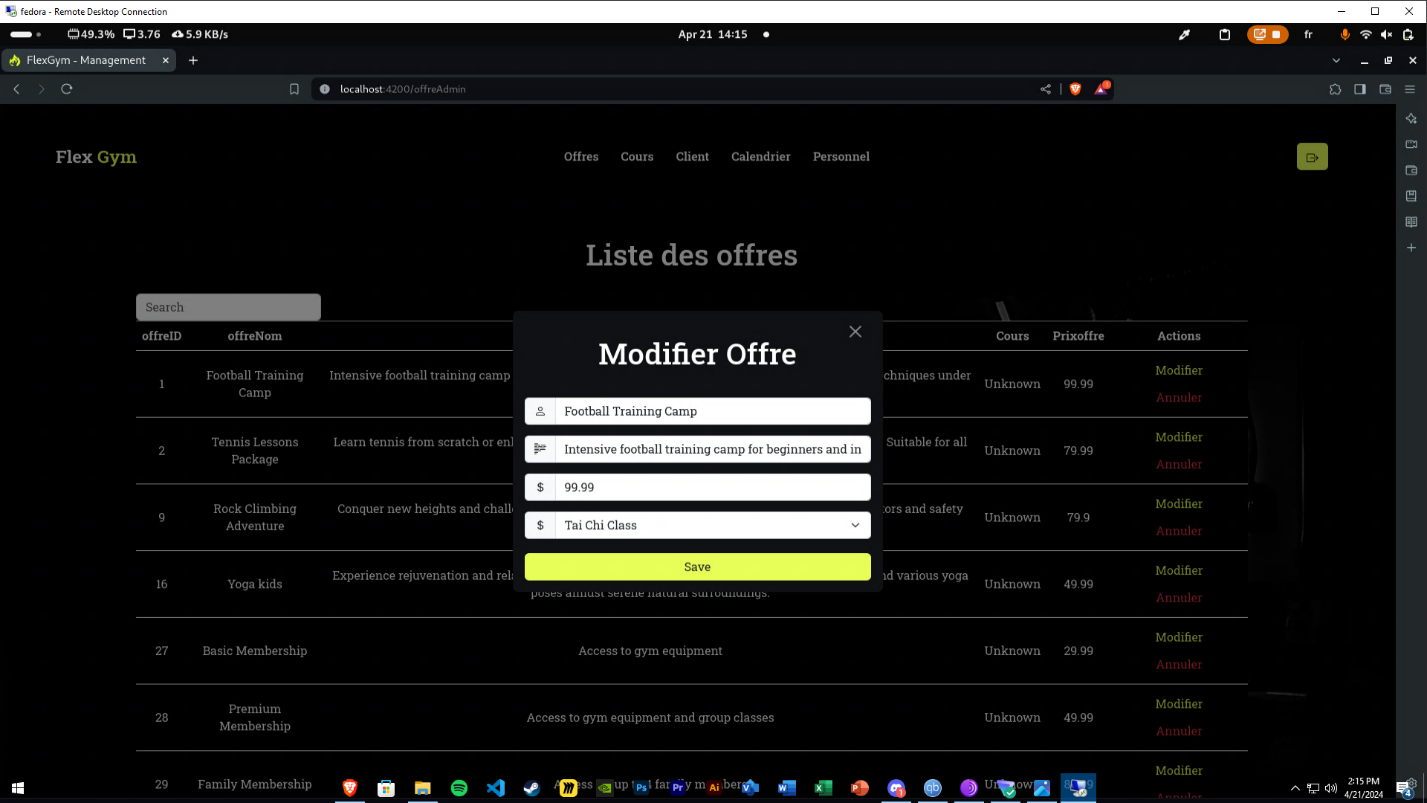 fedora - Remote Desktop Connection
49.3% 3.76 5.9 KB/s
Apr 21 14:15
fr
FlexGym - Management
localhost:4200/offreAdmin
Flex Gym
Offres Cours Client Calendrier Personnel
Liste des offres
Search
offreID offreNom Cours Prixoffre Actions
1 Football Training Camp Intensive football training camp chniques under Unknown 99.99 Modifier Annuler
2 Tennis Lessons Package Learn tennis from scratch or Suitable for all Unknown 79.99 Modifier Annuler
9 Rock Climbing Adventure Conquer new heights and and safety Unknown 79.9 Modifier Annuler
16 Yoga kids Experience rejuvenation and various yoga poses amidst serene natural surroundings. Unknown 49.99 Modifier Annuler
27 Basic Membership Access to gym equipment Unknown 29.99 Modifier Annuler
28 Premium Membership Access to gym equipment and group classes Unknown 49.99 Modifier Annuler
29 Family Membership Modifier
Modifier Offre
Football Training Camp
Intensive football training camp for beginners and in
$ 99.99
$ Tai Chi Class
Save
2:15 PM
4/21/2024